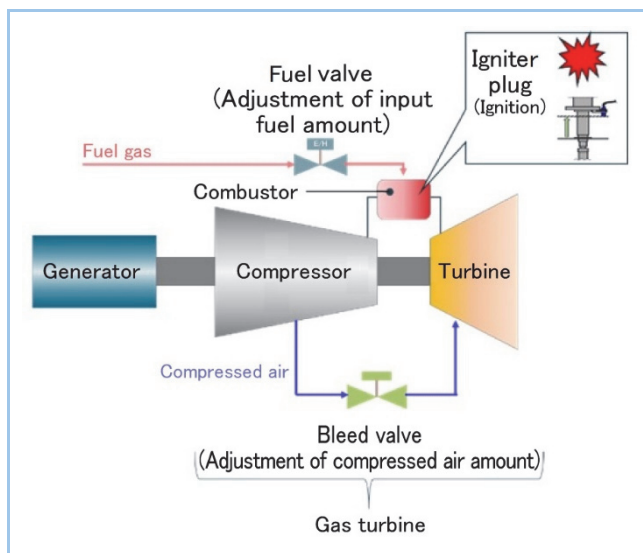 Igniter
plug
(Ignition)
Fuel valve
(Adjustment of input
fuel amount)
E/H
Fuel gas
Combustor
Generator
Compressor
Turbine
Compressed air
Bleed valve
(Adjustment of compressed air amount)
Gas turbine